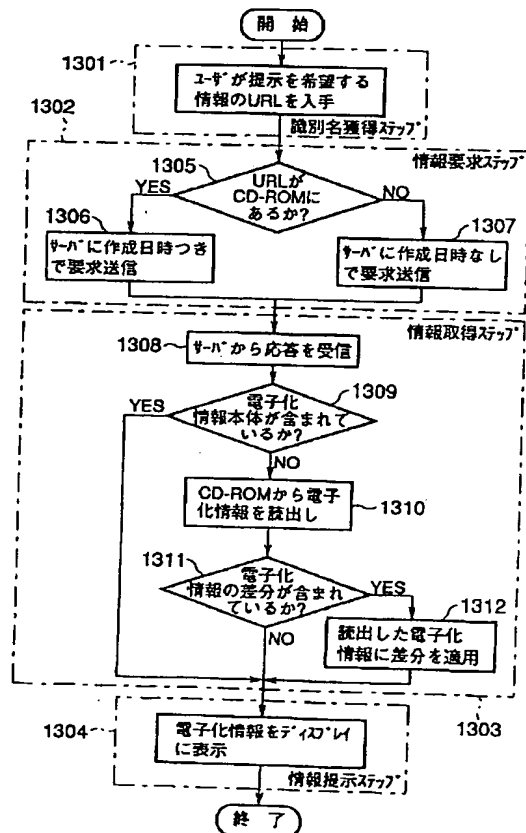 開 始
1301
ユーザが提示を希望する
情報のURLを入手
識別名獲得ステップ
1302
情報要求ステップ
1305
URLが
CD-ROMに
あるか?
YES
NO
1306
サーバに作成日時つき
で要求送信
1307
サーバに作成日時なし
で要求送信
情報取得ステップ
1308
サーバから応答を受信
1309
電子化
情報本体が含まれて
いるか?
YES
NO
CD-ROMから電子
化情報を読出し
1310
1311
電子化
情報の差分が含まれ
ているか?
YES
NO
1312
読出した電子化
情報に差分を適用
1303
1304
電子化情報をディスプレイ
に表示
情報提示ステップ
終 了